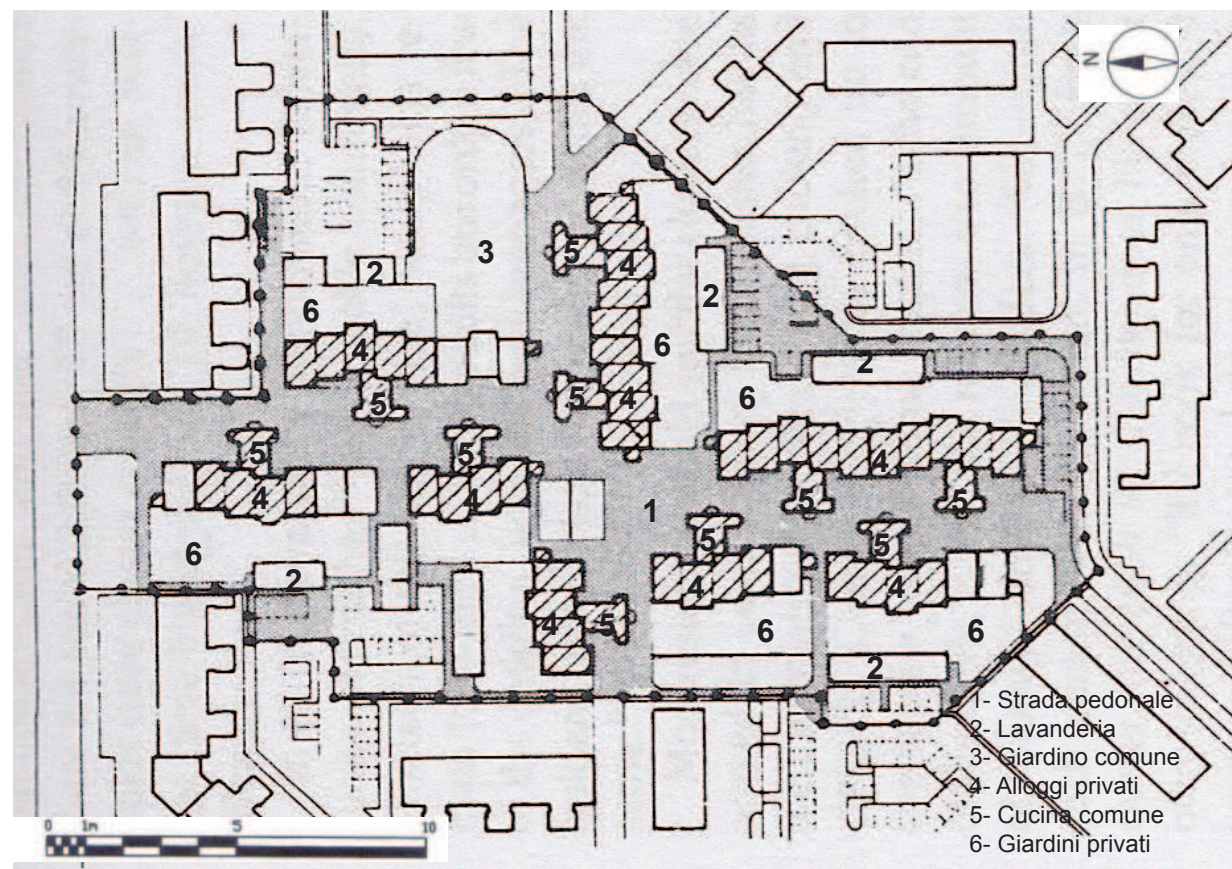 N
3 5
2 4
2
6
4 6
2
6
5 5 4
5 5 4
4 4 5 5
1
5 5
6
2 4 4
4 5 6 6
2
1- Strada pedonale
2- Lavanderia
3- Giardino comune
4- Alloggi privati
5- Cucina comune
6- Giardini privati
0 1m 5 10